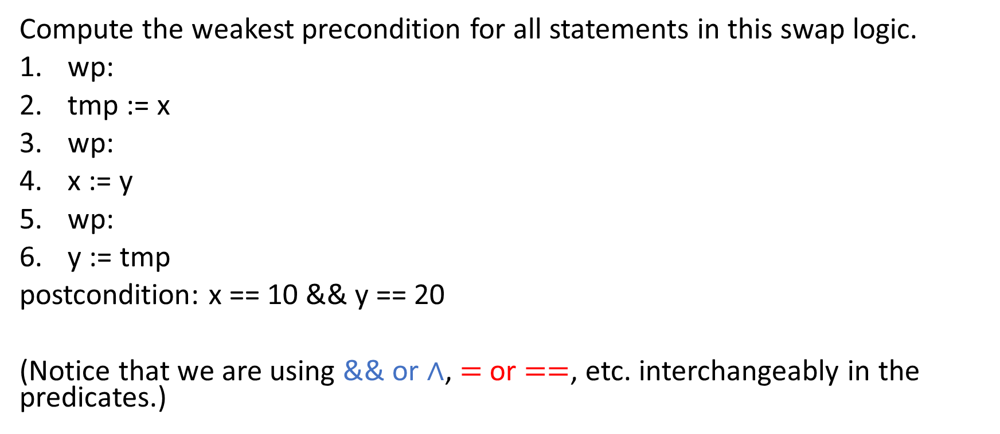 Compute the weakest precondition for all statements in this swap logic.
1. wp:
2. tmp := x
3. wp:
4. x := y
5. wp:
6. y := tmp
postcondition: x == 10 && y == 20
(Notice that we are using && or ∧, = or ==, etc. interchangeably in the
predicates.)